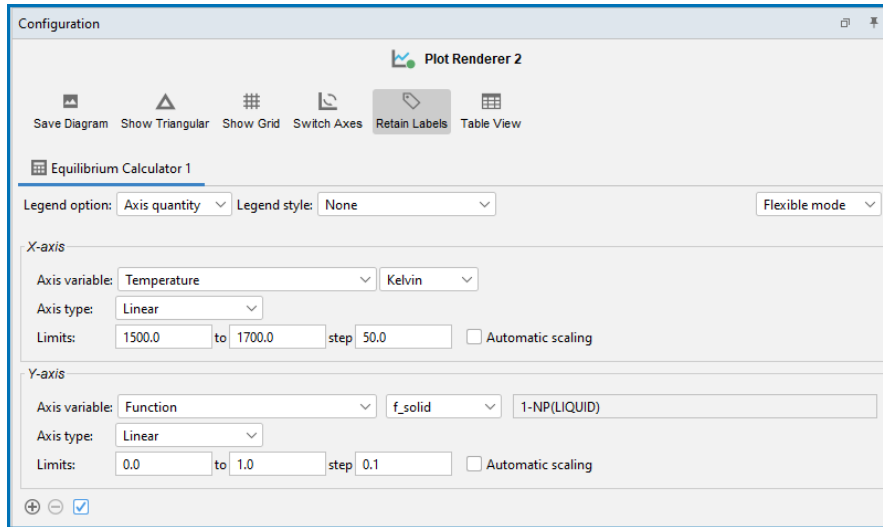 Configuration
Plot Renderer 2
Save Diagram Show Triangular Show Grid Switch Axes Retain Labels Table View
Equilibrium Calculator 1
Legend option: Axis quantity Legend style: None Flexible mode
X-axis
Axis variable: Temperature Kelvin
Axis type: Linear
Limits: 1500.0 to 1700.0 step 50.0 Automatic scaling
Y-axis
Axis variable: Function f_solid 1-NP(LIQUID)
Axis type: Linear
Limits: 0.0 to 1.0 step 0.1 Automatic scaling